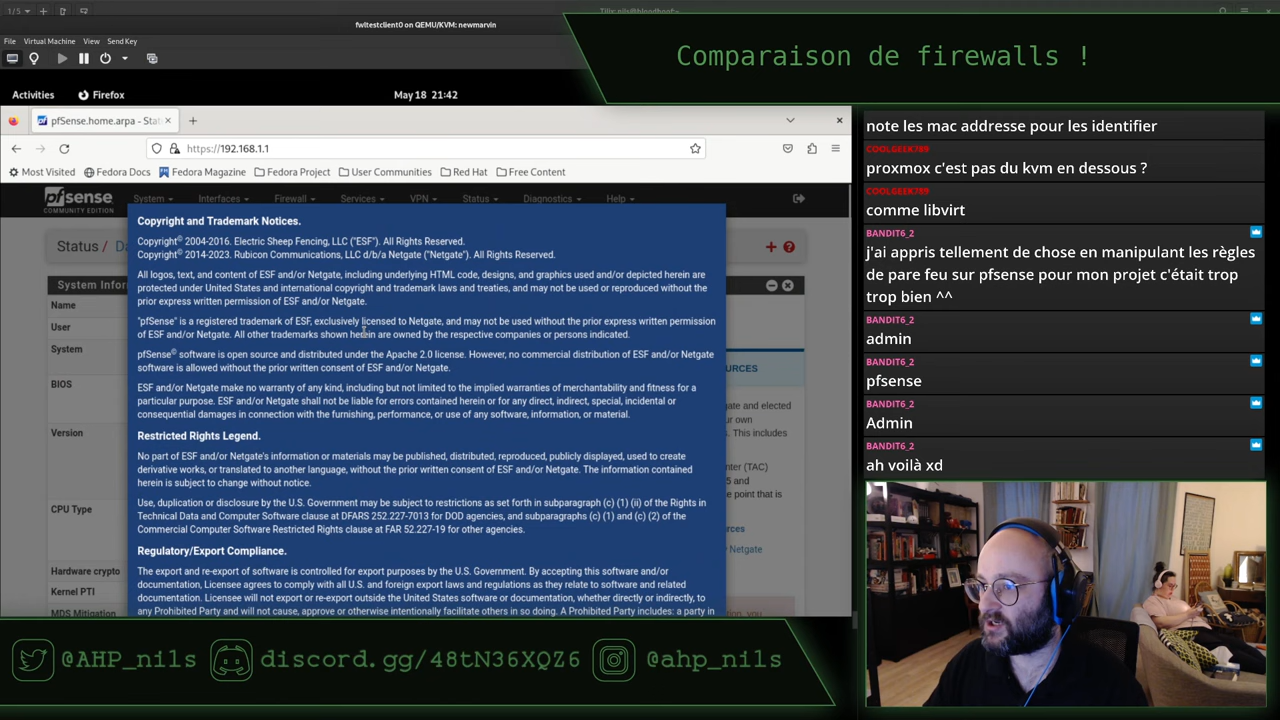 1/5
fwltestclient0 on QEMU/KVM: newmarvin
File Virtual Machine View Send Key
Comparaison de firewalls !
Activities Firefox May 18 21:42
pfSense.home.arpa - Stat
https://192.168.1.1
Most Visited Fedora Docs Fedora Magazine Fedora Project User Communities Red Hat Free Content
pfsense
COMMUNITY EDITION
System Interfaces Firewall Services VPN Status Diagnostics Help
Status / Da
System Inform
Name
User
System
BIOS
Version
CPU Type
Hardware crypto
Kernel PTI
MDS Mitigation
Copyright and Trademark Notices.
Copyright© 2004-2016. Electric Sheep Fencing, LLC ("ESF"). All Rights Reserved.
Copyright© 2014-2023. Rubicon Communications, LLC d/b/a Netgate ("Netgate"). All Rights Reserved.
All logos, text, and content of ESF and/or Netgate, including underlying HTML code, designs, and graphics used and/or depicted herein are
protected under United States and international copyright and trademark laws and treaties, and may not be used or reproduced without the
prior express written permission of ESF and/or Netgate.
"pfSense" is a registered trademark of ESF, exclusively licensed to Netgate, and may not be used without the prior express written permission
of ESF and/or Netgate. All other trademarks shown herein are owned by the respective companies or persons indicated.
pfSense© software is open source and distributed under the Apache 2.0 license. However, no commercial distribution of ESF and/or Netgate
software is allowed without the prior written consent of ESF and/or Netgate.
ESF and/or Netgate make no warranty of any kind, including but not limited to the implied warranties of merchantability and fitness for a
particular purpose. ESF and/or Netgate shall not be liable for errors contained herein or for any direct, indirect, special, incidental or
consequential damages in connection with the furnishing, performance, or use of any software, information, or material.
Restricted Rights Legend.
No part of ESF and/or Netgate's information or materials may be published, distributed, reproduced, publicly displayed, used to create
derivative works, or translated to another language, without the prior written consent of ESF and/or Netgate. The information contained
herein is subject to change without notice.
Use, duplication or disclosure by the U.S. Government may be subject to restrictions as set forth in subparagraph (c) (1) (ii) of the Rights in
Technical Data and Computer Software clause at DFARS 252.227-7013 for DOD agencies, and subparagraphs (c) (1) and (c) (2) of the
Commercial Computer Software Restricted Rights clause at FAR 52.227-19 for other agencies.
Regulatory/Export Compliance.
The export and re-export of software is controlled for export purposes by the U.S. Government. By accepting this software and/or
documentation, Licensee agrees to comply with all U.S. and foreign export laws and regulations as they relate to software and related
documentation. Licensee will not export or re-export outside the United States software or documentation, whether directly or indirectly, to
any Prohibited Party and will not cause, approve or otherwise intentionally facilitate others in so doing. A Prohibited Party includes: a party in
URCES
gate and elected
r own
s. This includes
nter (TAC)
5 and
e point that is
rces
Netgate
ion, you
note les mac addresse pour les identifier
COOLGEEK789
proxmox c'est pas du kvm en dessous ?
COOLGEEK789
comme libvirt
BANDIT6_2
j'ai appris tellement de chose en manipulant les règles
de pare feu sur pfsense pour mon projet c'était trop
trop bien ^^
BANDIT6_2
admin
BANDIT6_2
pfsense
BANDIT6_2
Admin
BANDIT6_2
ah voilà xd
@AHP_nils discord.gg/48tN36XQZ6 @ahp_nils